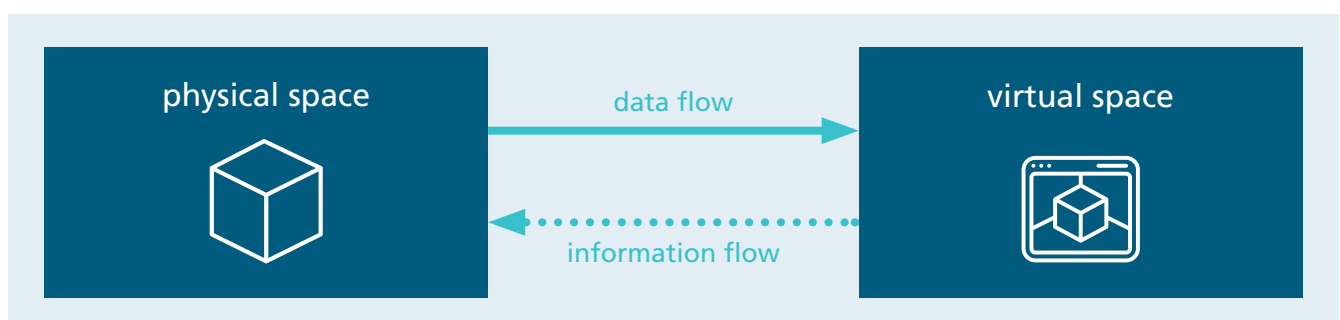 physical space
data flow
virtual space
information flow